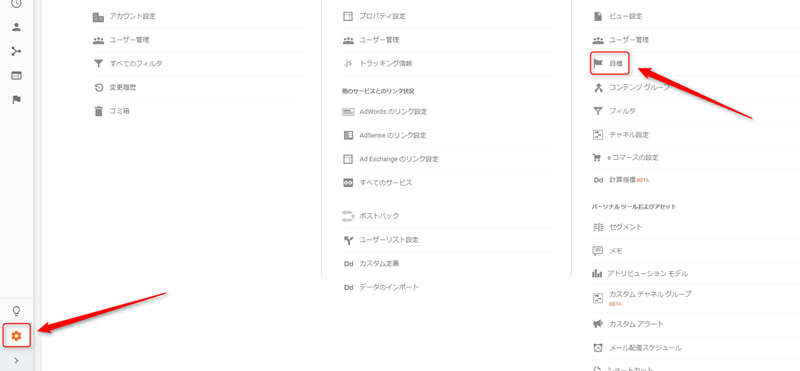 アカウント設定
ユーザー管理
すべてのフィルタ
変更履歴
ゴミ箱
プロパティ設定
ユーザー管理
.js トラッキング情報
他のサービスとのリンク状況
AdWords のリンク設定
AdSense のリンク設定
Ad Exchange のリンク設定
すべてのサービス
ポストバック
ユーザーリスト設定
Dd カスタム定義
Dd データのインポート
ビュー設定
ユーザー管理
目標
コンテンツ グループ
フィルタ
チャネル設定
e コマースの設定
Dd 計算指標 BETA
パーソナル ツールおよびアセット
セグメント
メモ
アトリビューション モデル
カスタム チャネル グループ
BETA
カスタム アラート
メール配信スケジュール
ショートカット